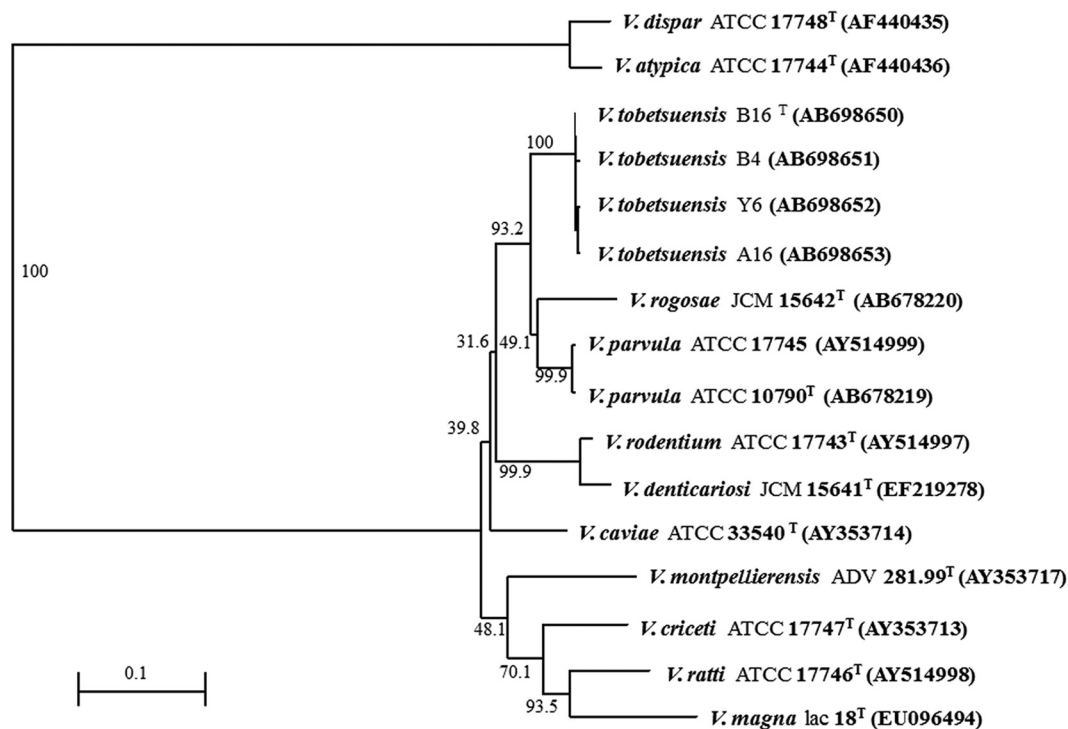 V. dispar ATCC 17748T (AF440435)
V. atypica ATCC 17744T (AF440436)
V. tobetsuensis B16 T (AB698650)
100
V. tobetsuensis B4 (AB698651)
V. tobetsuensis Y6 (AB698652)
93.2
V. tobetsuensis A16 (AB698653)
100
V. rogosae JCM 15642T (AB678220)
31.6
49.1
V. parvula ATCC 17745 (AY514999)
99.9
V. parvula ATCC 10790T (AB678219)
39.8
V. rodentium ATCC 17743T (AY514997)
99.9
V. denticariosi JCM 15641T (EF219278)
V. caviae ATCC 33540 T (AY353714)
V. montpellierensis ADV 281.99T (AY353717)
48.1
V. criceti ATCC 17747T (AY353713)
70.1
0.1
V. ratti ATCC 17746T (AY514998)
93.5
V. magna lac 18T (EU096494)